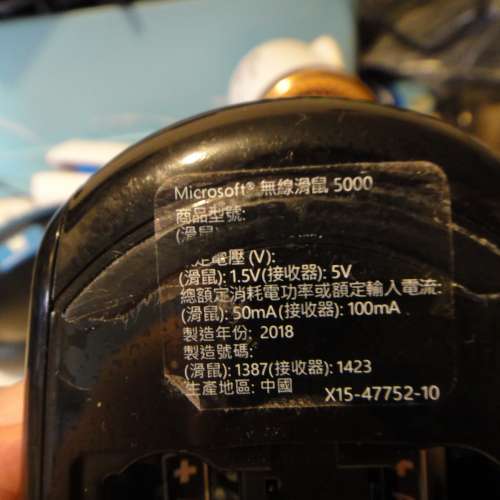 Microsoft® 無線滑鼠 5000
商品型號:
(滑鼠)
定電壓 (V):
(滑鼠): 1.5V(接收器): 5V
總額定消耗電功率或額定輸入電流:
(滑鼠): 50mA(接收器): 100mA
製造年份: 2018
製造號碼:
(滑鼠): 1387(接收器): 1423
生產地區: 中國
X15-47752-10